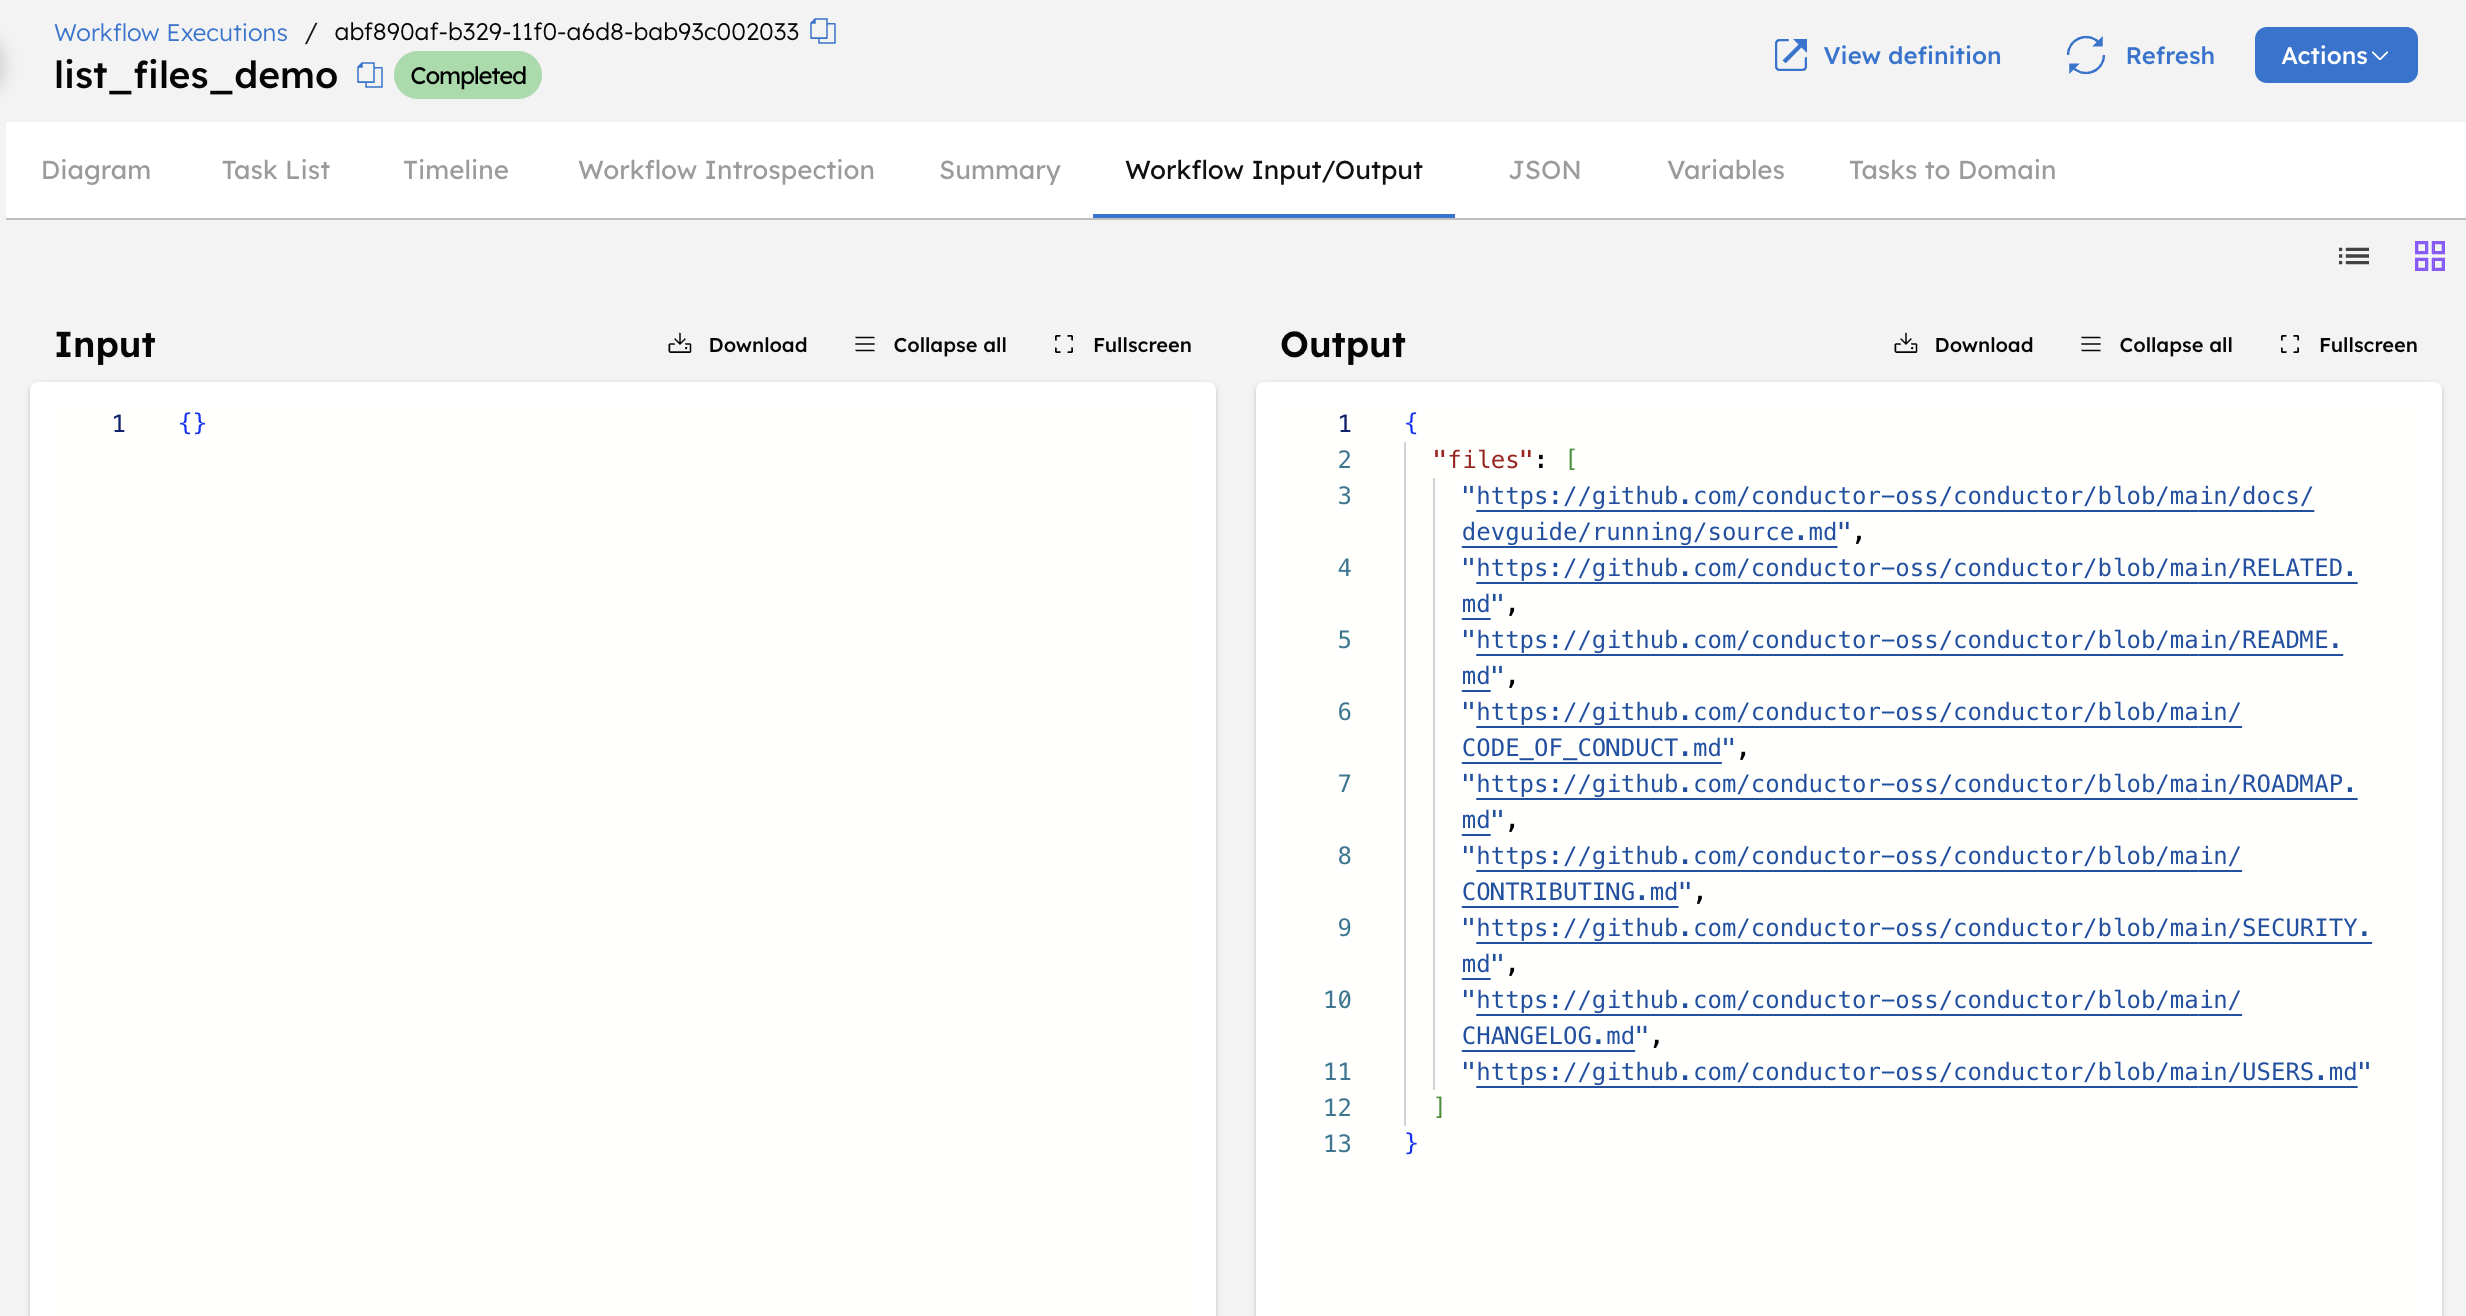 Workflow Executions / abf890af-b329-11f0-a6d8-bab93c002033
list_files_demo Completed
View definition Refresh Actions
Diagram Task List Timeline Workflow Introspection Summary Workflow Input/Output JSON Variables Tasks to Domain
Input Download Collapse all Fullscreen
1 {}
Output Download Collapse all Fullscreen
1 {
2 "files": [
3 "https://github.com/conductor-oss/conductor/blob/main/docs/
devguide/running/source.md",
4 "https://github.com/conductor-oss/conductor/blob/main/RELATED.
md",
5 "https://github.com/conductor-oss/conductor/blob/main/README.
md",
6 "https://github.com/conductor-oss/conductor/blob/main/
CODE_OF_CONDUCT.md",
7 "https://github.com/conductor-oss/conductor/blob/main/ROADMAP.
md",
8 "https://github.com/conductor-oss/conductor/blob/main/
CONTRIBUTING.md",
9 "https://github.com/conductor-oss/conductor/blob/main/SECURITY.
md",
10 "https://github.com/conductor-oss/conductor/blob/main/
CHANGELOG.md",
11 "https://github.com/conductor-oss/conductor/blob/main/USERS.md"
12 ]
13 }